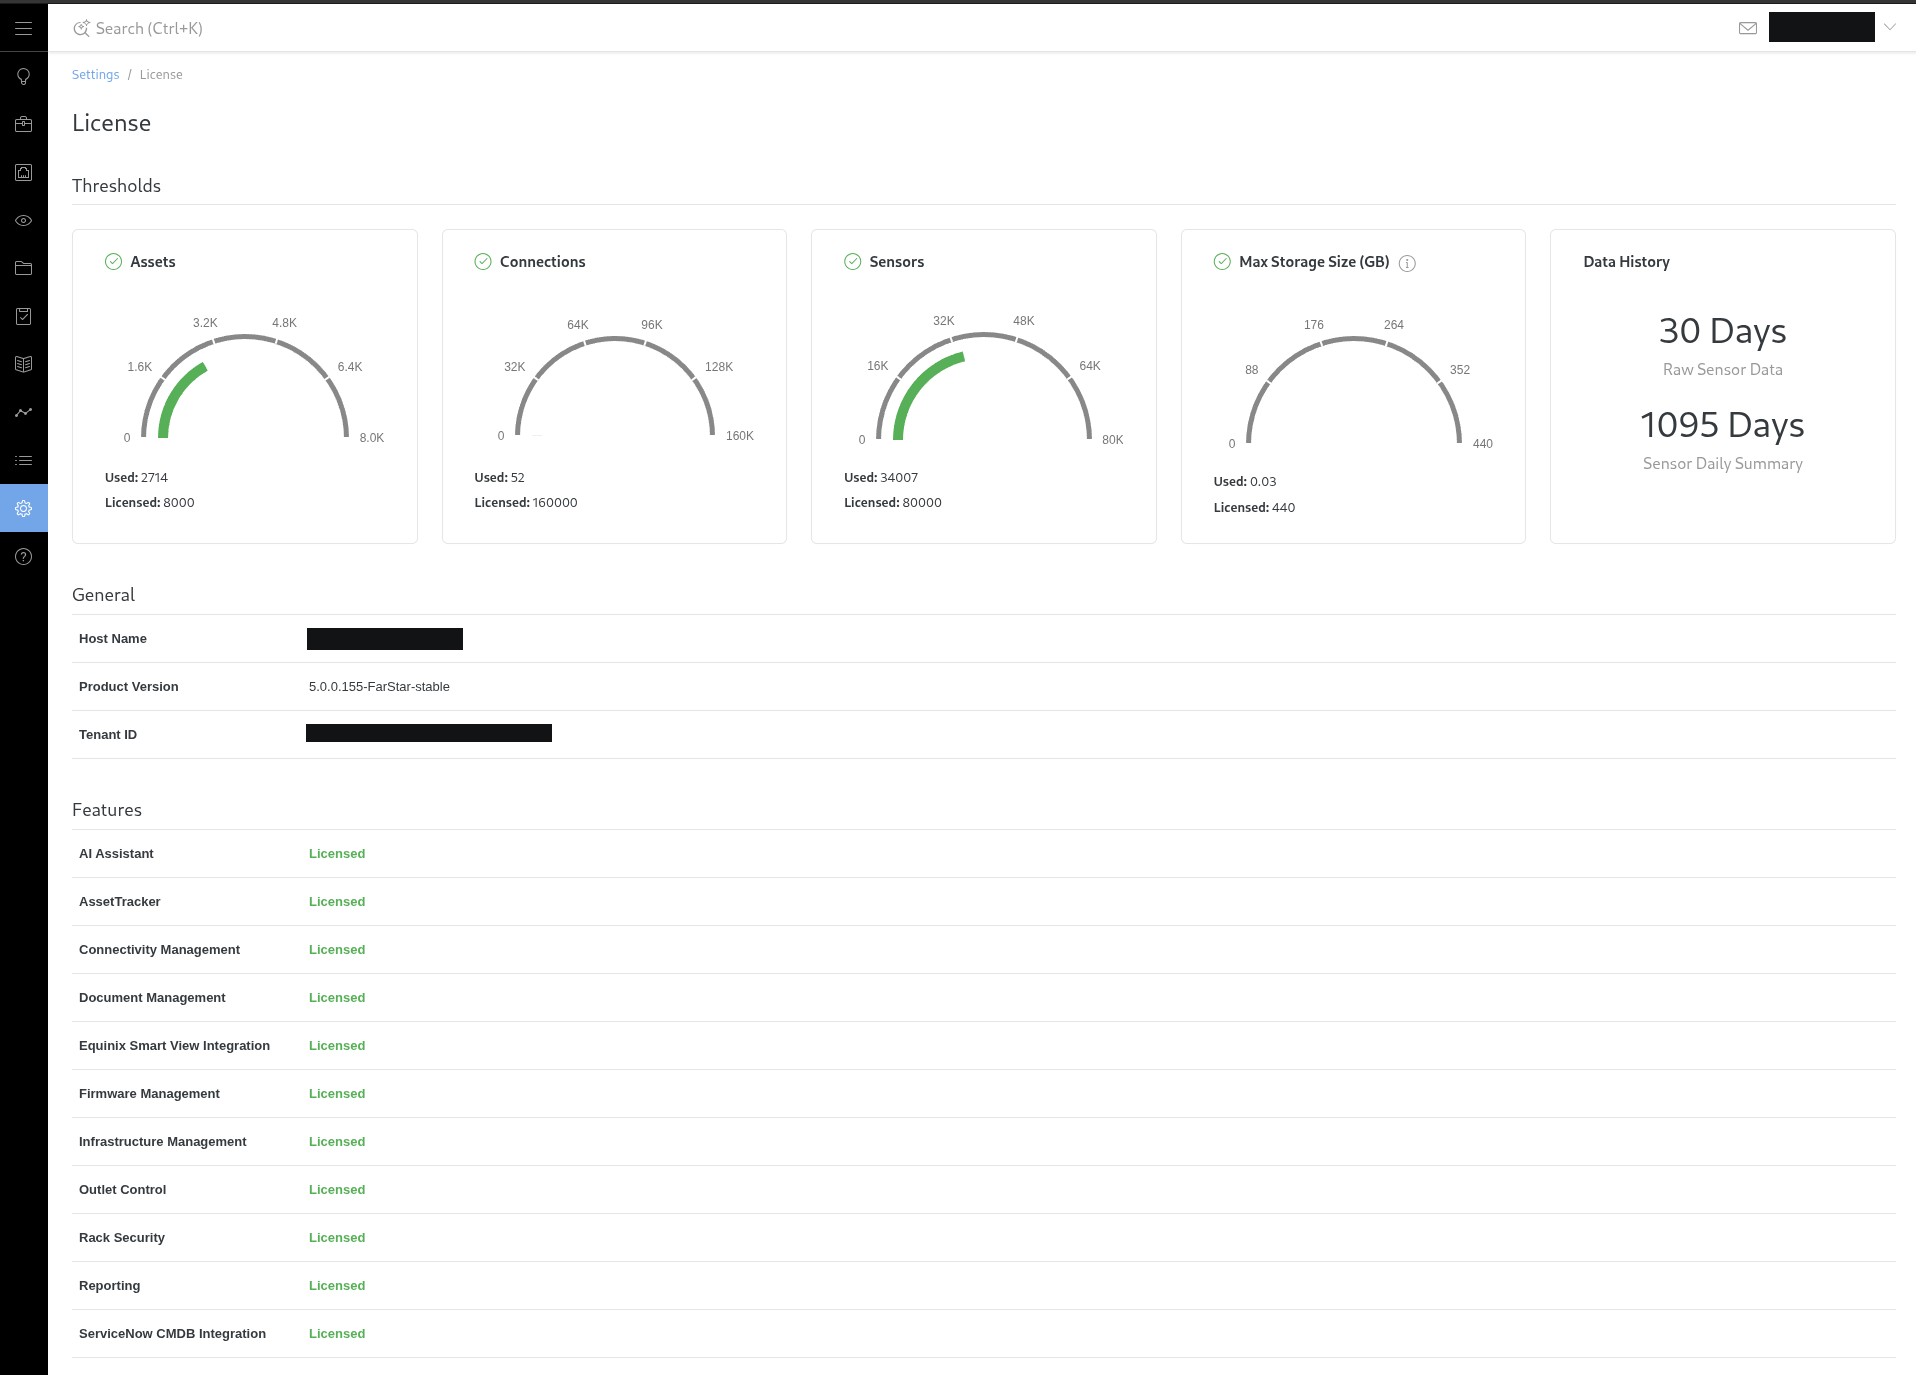 Search (Ctrl+K)
Settings / License
License
Thresholds
Assets
0
1.6K
3.2K
4.8K
6.4K
8.0K
Used: 2714
Licensed: 8000
Connections
0
32K
64K
96K
128K
160K
Used: 52
Licensed: 160000
Sensors
0
16K
32K
48K
64K
80K
Used: 34007
Licensed: 80000
Max Storage Size (GB)
0
88
176
264
352
440
Used: 0.03
Licensed: 440
Data History
30 Days
Raw Sensor Data
1095 Days
Sensor Daily Summary
General
Host Name
Product Version 5.0.0.155-FarStar-stable
Tenant ID
Features
AI Assistant Licensed
AssetTracker Licensed
Connectivity Management Licensed
Document Management Licensed
Equinix Smart View Integration Licensed
Firmware Management Licensed
Infrastructure Management Licensed
Outlet Control Licensed
Rack Security Licensed
Reporting Licensed
ServiceNow CMDB Integration Licensed